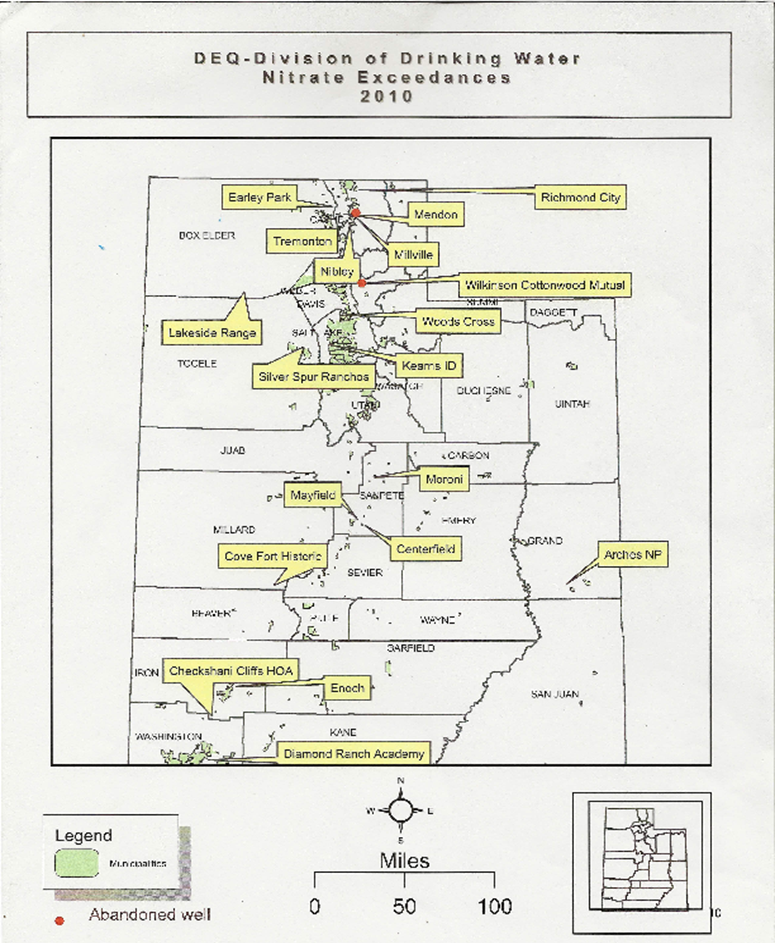 DEQ-Division of Drinking Water
Nitrate Exceedances
2010
Earley Park
Richmond City
Mendon
BOX ELDER
Tremonton
Millville
Nibley
Wilkinson Cottonwood Mutual
DAVIS
DAGGETT
Lakeside Range
Woods Cross
SALT LAKE
TOOELE
Kearns ID
Silver Spur Ranchos
DUCHESNE
UINTAH
UTAH
JUAB
CARBON
Moroni
Mayfield
SANPETE
EMERY
MILLARD
GRAND
Cove Fort Historic
Centerfield
Arches NP
SEVIER
BEAVER
WAYNE
GARFIELD
IRON
Checkshani Cliffs HOA
Enoch
SAN JUAN
WASHINGTON
KANE
Diamond Ranch Academy
N
W
E
S
Legend
Municipalities
Abandoned well
Miles
0 50 100